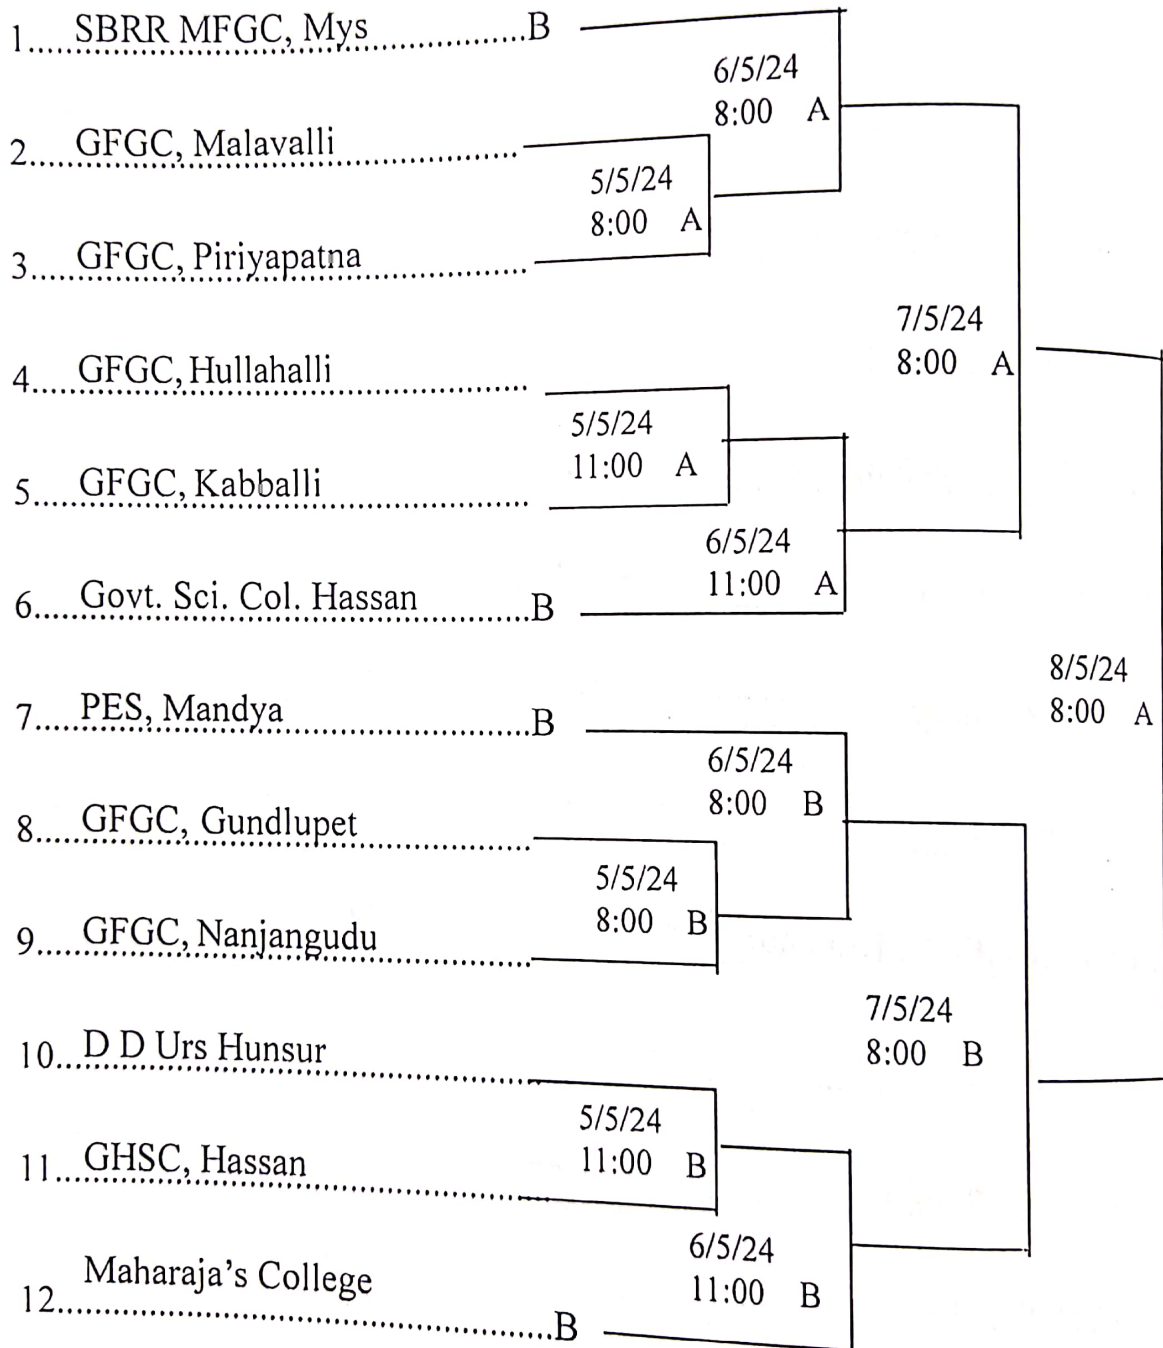 1....SBRR MFGC, Mys....B
6/5/24
8:00 A
2....GFGC, Malavalli....
5/5/24
8:00 A
3....GFGC, Piriyapatna....
7/5/24
8:00 A
4....GFGC, Hullahalli....
5/5/24
11:00 A
5....GFGC, Kabballi....
6/5/24
11:00 A
6....Govt. Sci. Col. Hassan....B
8/5/24
8:00 A
7....PES, Mandya....B
6/5/24
8:00 B
8....GFGC, Gundlupet....
5/5/24
8:00 B
9....GFGC, Nanjangudu....
7/5/24
8:00 B
10...D D Urs Hunsur....
5/5/24
11:00 B
11...GHSC, Hassan....
6/5/24
11:00 B
12...Maharaja's College....B